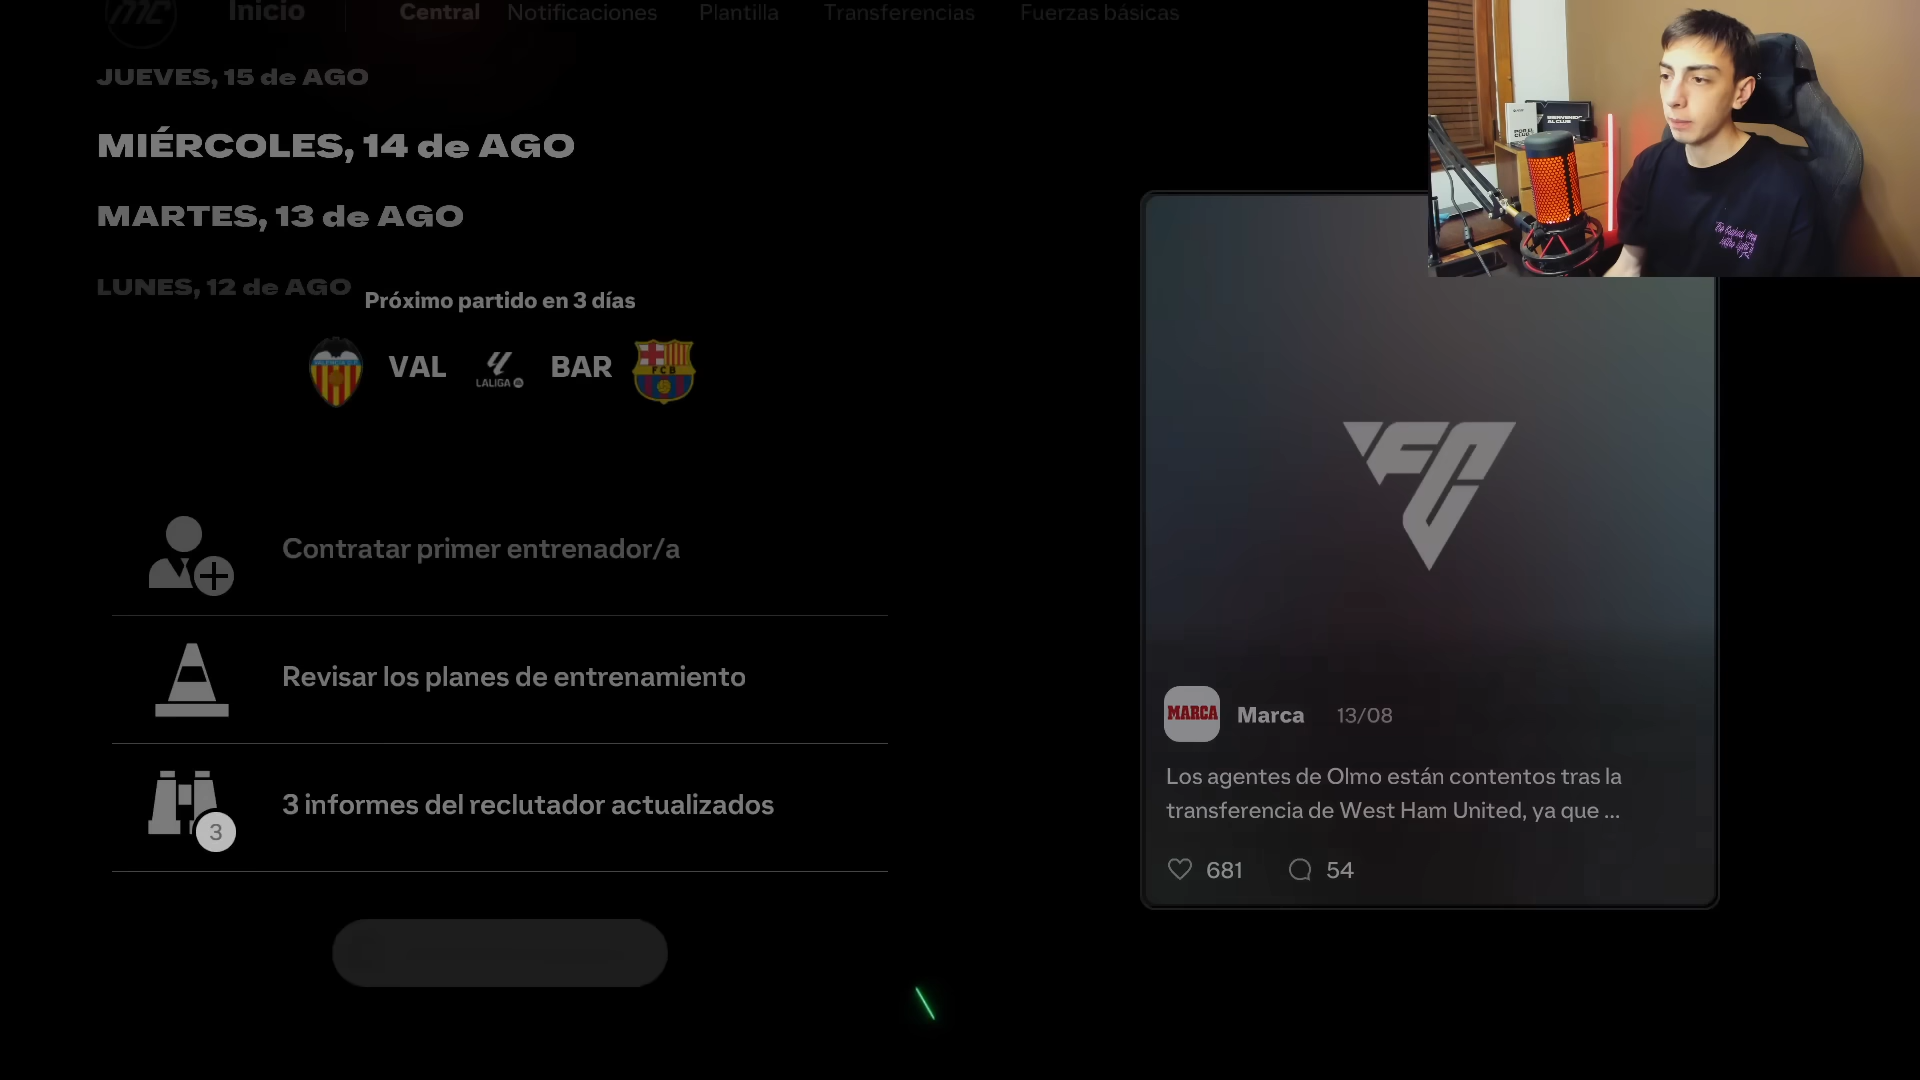 Inicio
Central
Notificaciones
Plantilla
Transferencias
Fuerzas básicas
JUEVES, 15 de AGO
MIÉRCOLES, 14 de AGO
MARTES, 13 de AGO
LUNES, 12 de AGO
Próximo partido en 3 días
VAL
LALIGA
BAR
FCB
Contratar primer entrenador/a
Revisar los planes de entrenamiento
3 informes del reclutador actualizados
3
MARCA
Marca
13/08
Los agentes de Olmo están contentos tras la
transferencia de West Ham United, ya que ...
681
54